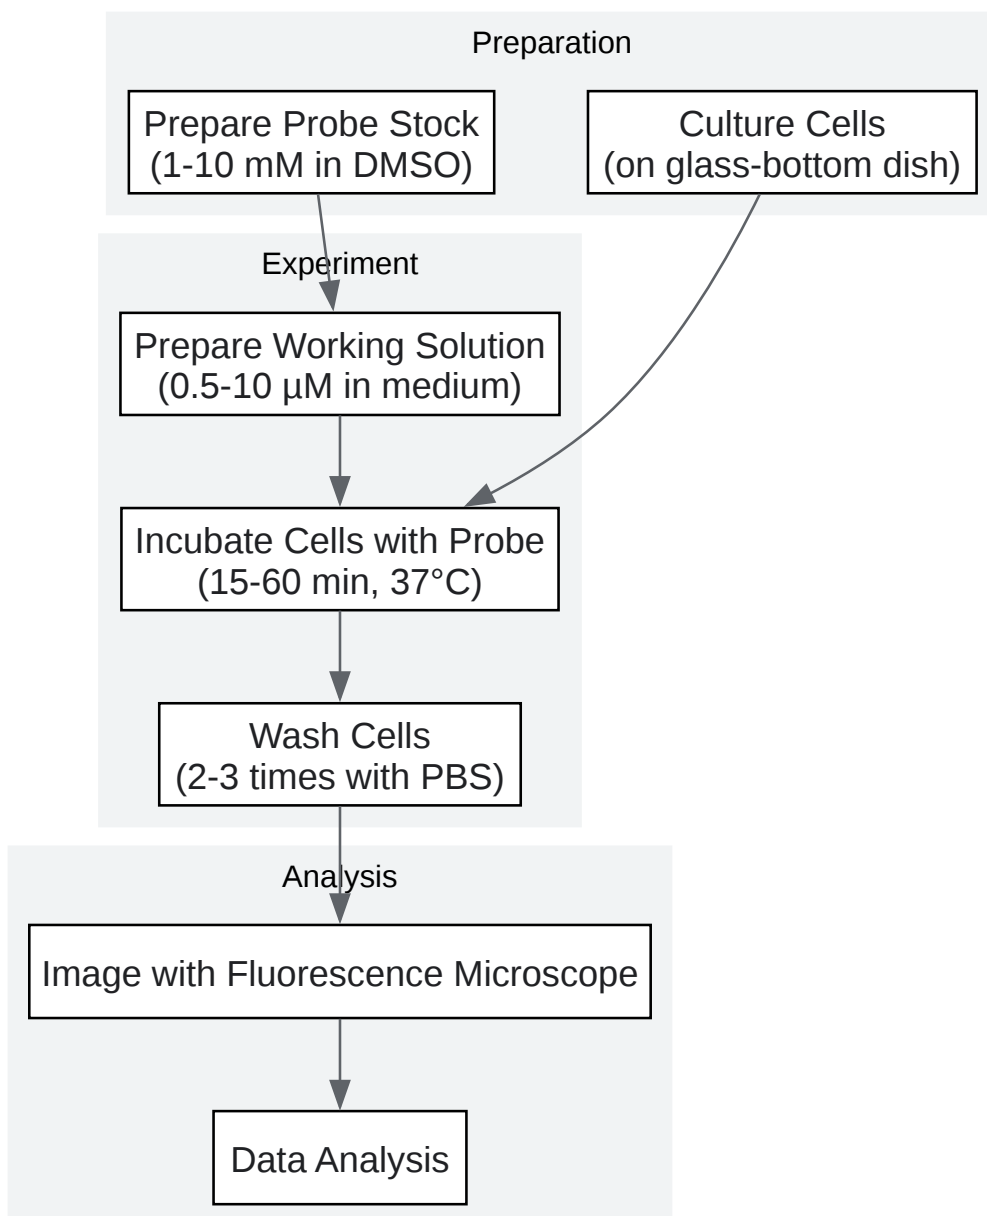 Preparation
Prepare Probe Stock
(1-10 mM in DMSO)
Culture Cells
(on glass-bottom dish)
Experiment
Prepare Working Solution
(0.5-10 µM in medium)
Incubate Cells with Probe
(15-60 min, 37°C)
Wash Cells
(2-3 times with PBS)
Analysis
Image with Fluorescence Microscope
Data Analysis